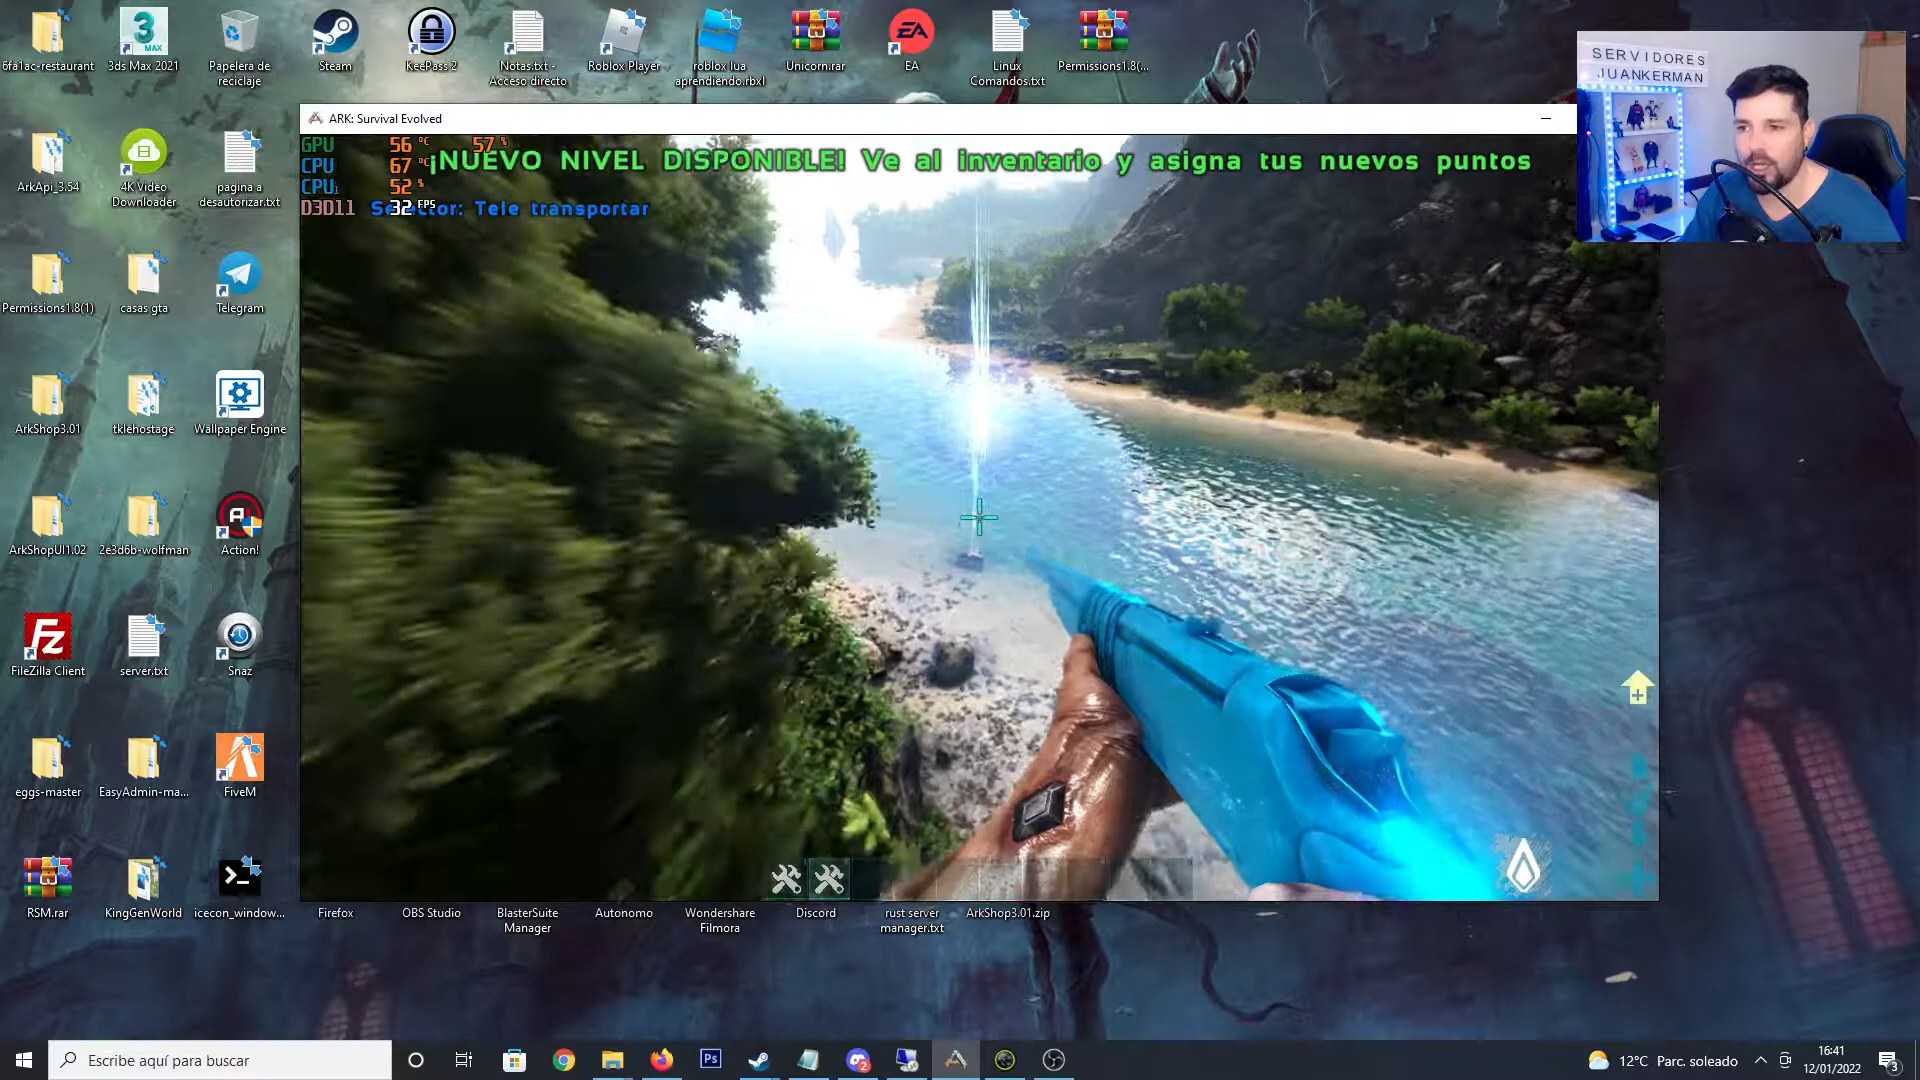 6fa1ac-restaurant
3ds Max 2021
Papelera de
reciclaje
Steam
KeePass 2
Notas.txt -
Acceso directo
Roblox Player
roblox lua
aprendiendo.rbxl
Unicorn.rar
EA
Linux
Comandos.txt
Permissions1.8(...
SERVIDORES
JUANKERMAN
ARK: Survival Evolved
GPU 56 °C 57 %
CPU 67 °C
CPU1 52 %
D3D11 32 FPS
¡NUEVO NIVEL DISPONIBLE! Ve al inventario y asigna tus nuevos puntos
Selector: Tele transportar
ArkApi_3.54
4K Video
Downloader
pagina a
desautorizar.txt
Permissions1.8(1)
casas gta
Telegram
ArkShop3.01
tklehostage
Wallpaper Engine
ArkShopUI1.02
2e3d6b-wolfman
Action!
FileZilla Client
server.txt
Snaz
eggs-master
EasyAdmin-ma...
FiveM
RSM.rar
KingGenWorld
icecon_window...
Firefox
OBS Studio
BlasterSuite
Manager
Autonomo
Wondershare
Filmora
Discord
rust server
manager.txt
ArkShop3.01.zip
Escribe aquí para buscar
12°C Parc. soleado
16:41
12/01/2022